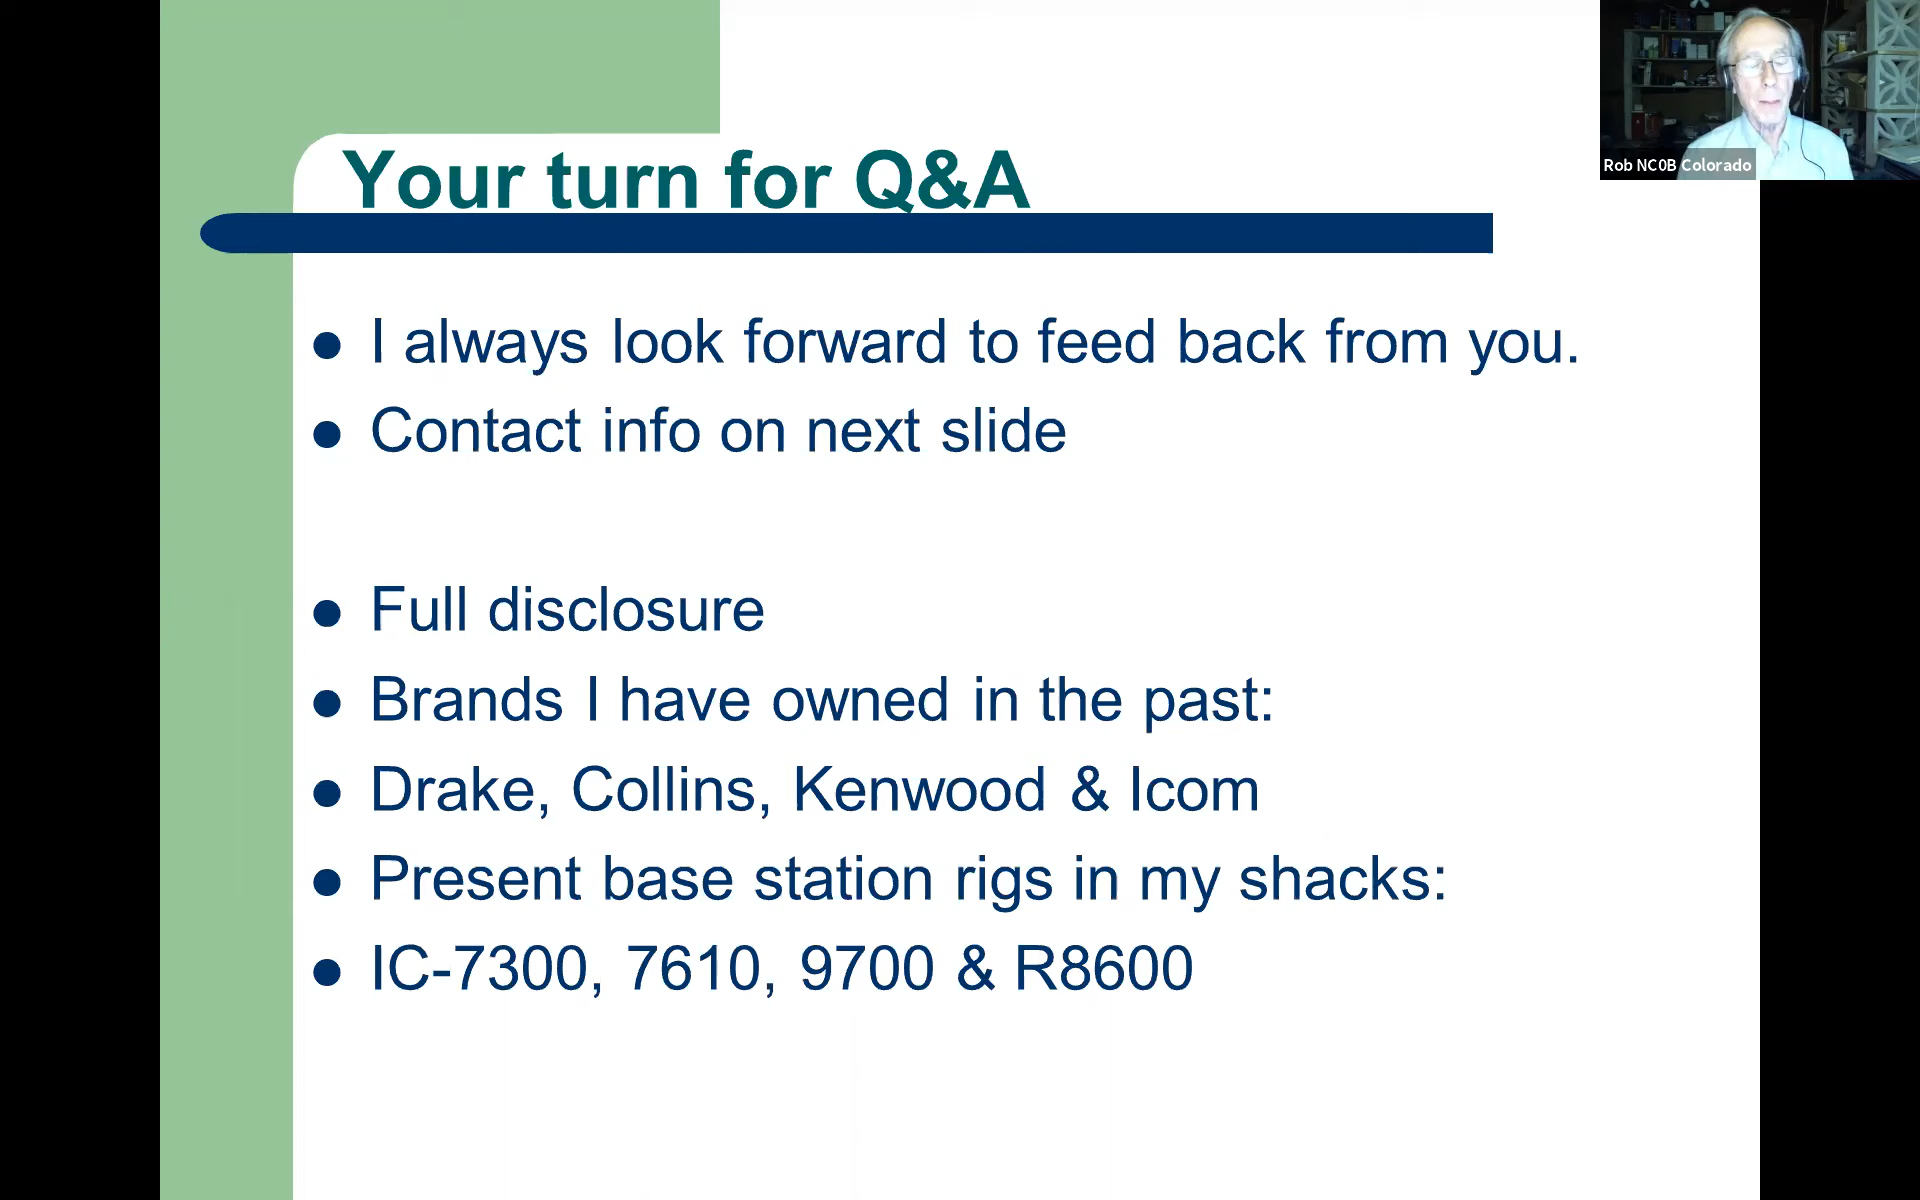 Your turn for Q&A
I always look forward to feed back from you.
Contact info on next slide
Full disclosure
Brands I have owned in the past:
Drake, Collins, Kenwood & Icom
Present base station rigs in my shacks:
IC-7300, 7610, 9700 & R8600
Rob NC0B Colorado